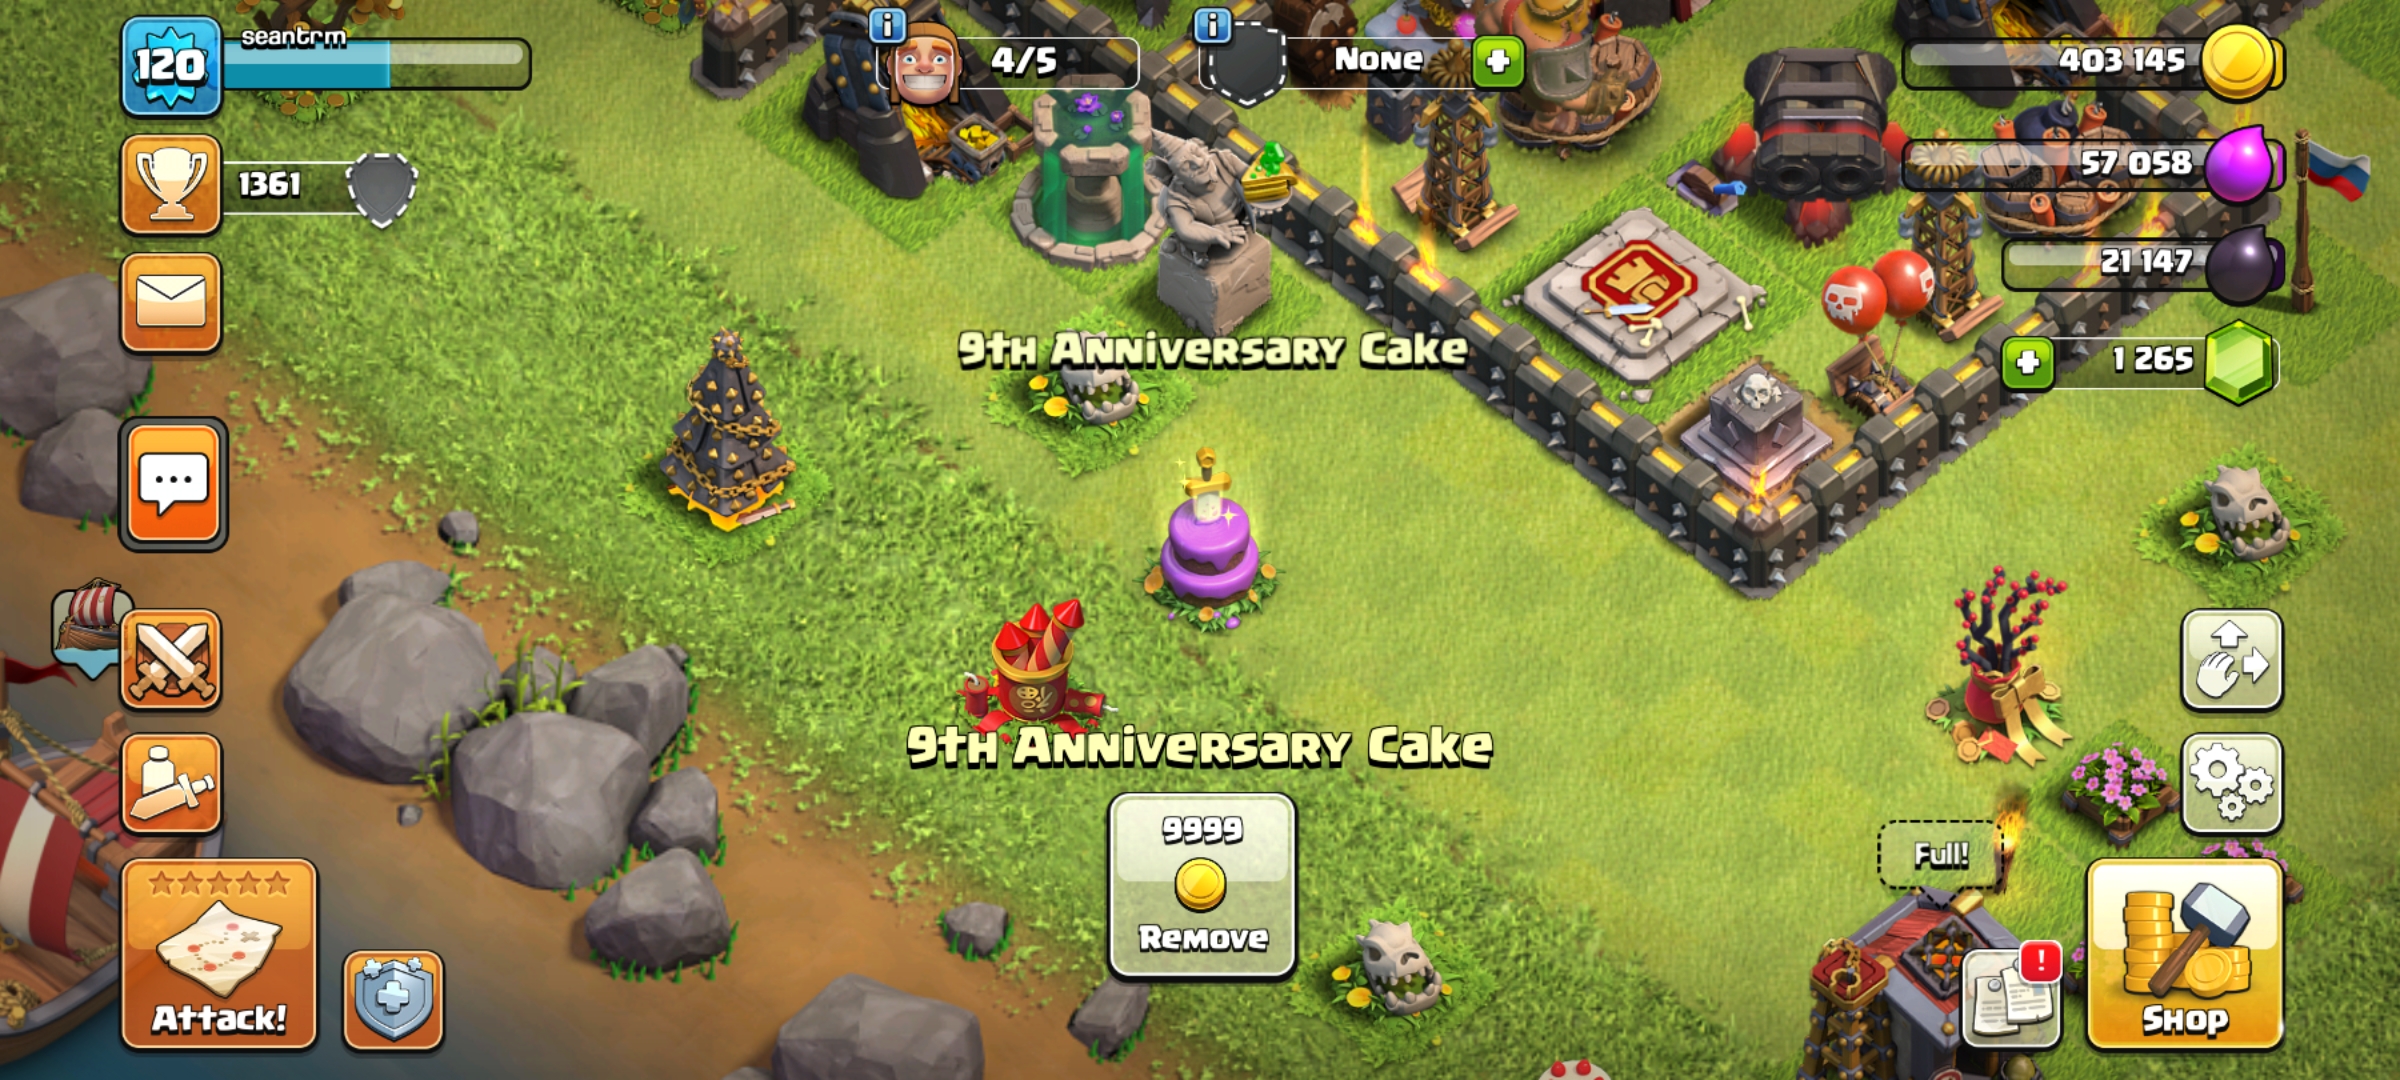 120
seantrm
4/5
None
403 145
1361
57 058
21 147
1 265
9th Anniversary Cake
9th Anniversary Cake
9999
Remove
Full!
!
Attack!
Shop